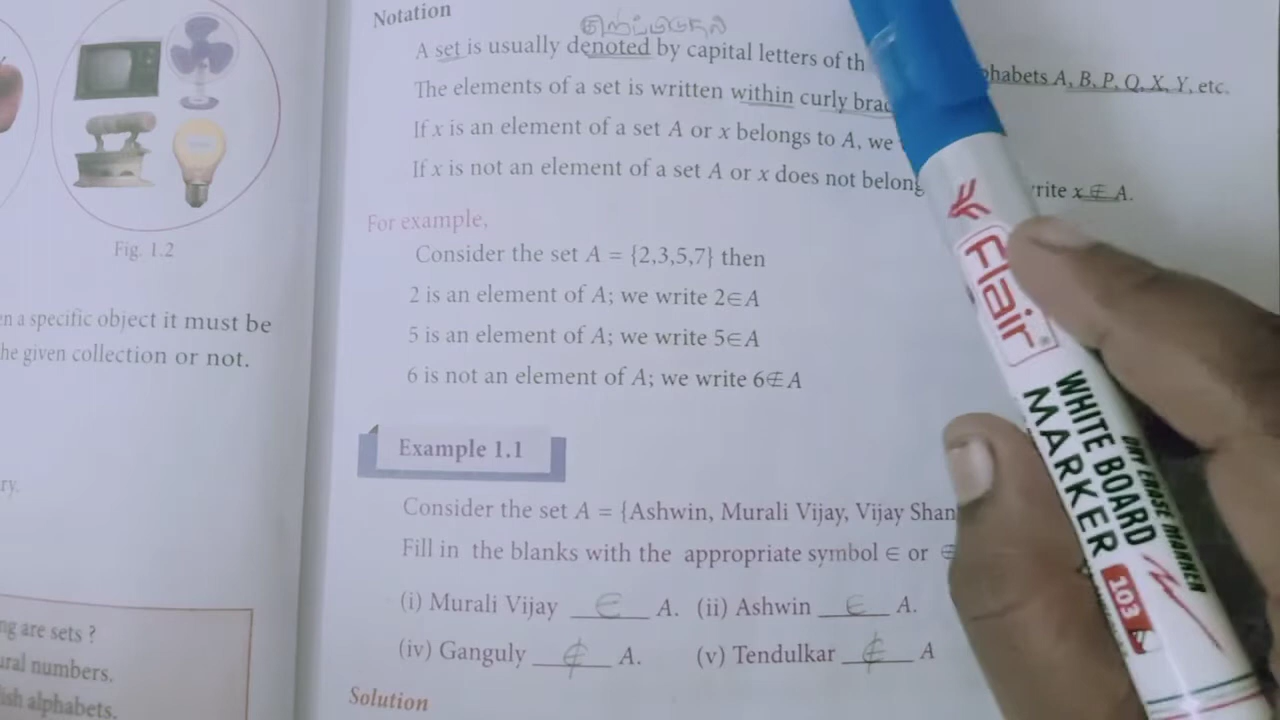 Notation
குறிப்பிடுதல்
A set is usually denoted by capital letters of th
phabets A, B, P, Q, X, Y, etc.
The elements of a set is written within curly brac
If x is an element of a set A or x belongs to A, we
If x is not an element of a set A or x does not belong
rite x ∉ A.
For example,
Consider the set A = {2,3,5,7} then
2 is an element of A; we write 2∈A
5 is an element of A; we write 5∈A
6 is not an element of A; we write 6∉A
Example 1.1
Consider the set A = {Ashwin, Murali Vijay, Vijay Shan
Fill in the blanks with the appropriate symbol ∈ or ∉
(i) Murali Vijay ∈ A. (ii) Ashwin ∈ A.
(iv) Ganguly ∉ A. (v) Tendulkar ∉ A
Solution
Fig. 1.2
en a specific object it must be
he given collection or not.
ry.
ng are sets ?
ural numbers.
lish alphabets.
Flair
WHITE BOARD
MARKER
DRY ERASE MARKER
103